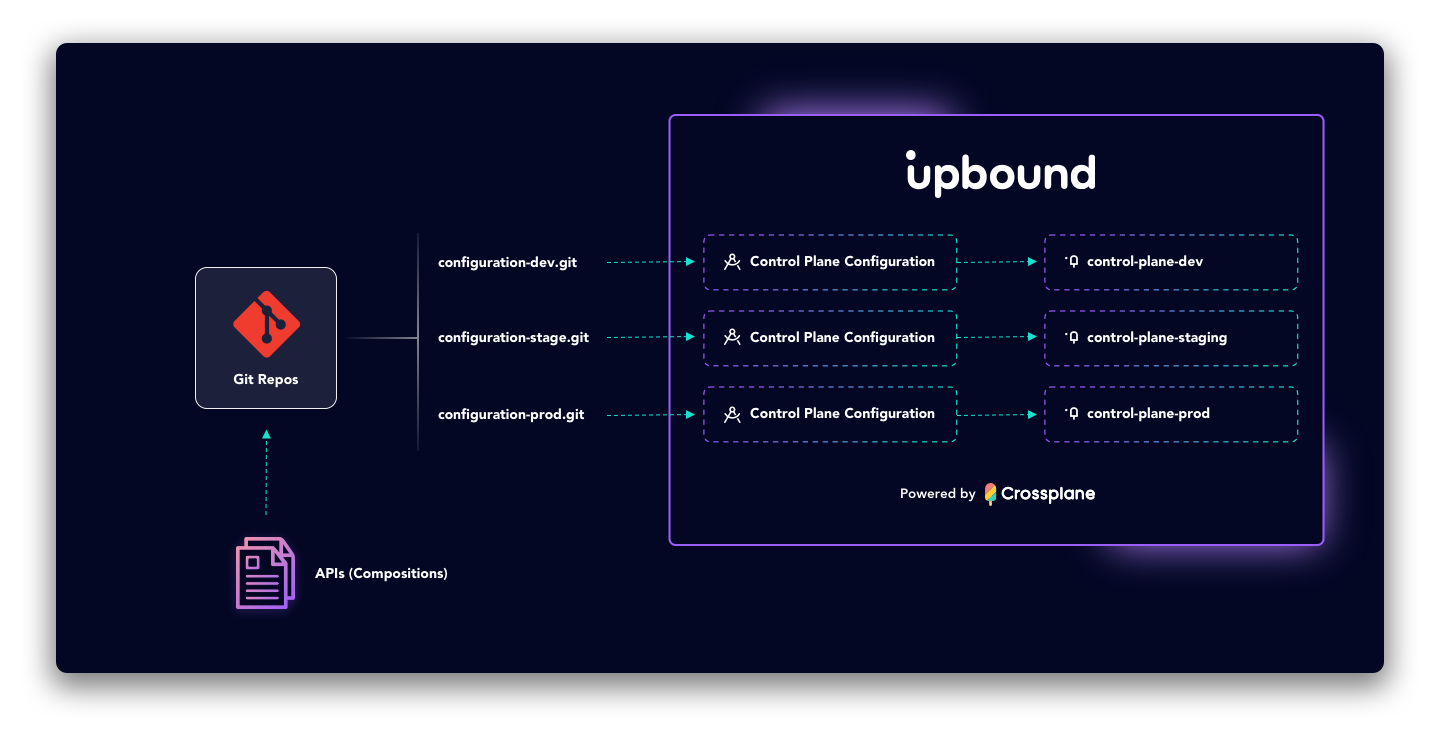 upbound
configuration-dev.git
Control Plane Configuration
control-plane-dev
configuration-stage.git
Control Plane Configuration
control-plane-staging
Git Repos
configuration-prod.git
Control Plane Configuration
control-plane-prod
Powered by Crossplane
APIs (Compositions)